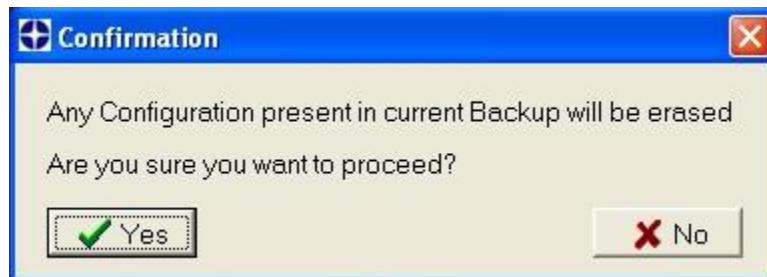 Confirmation
Any Configuration present in current Backup will be erased
Are you sure you want to proceed?
Yes
No